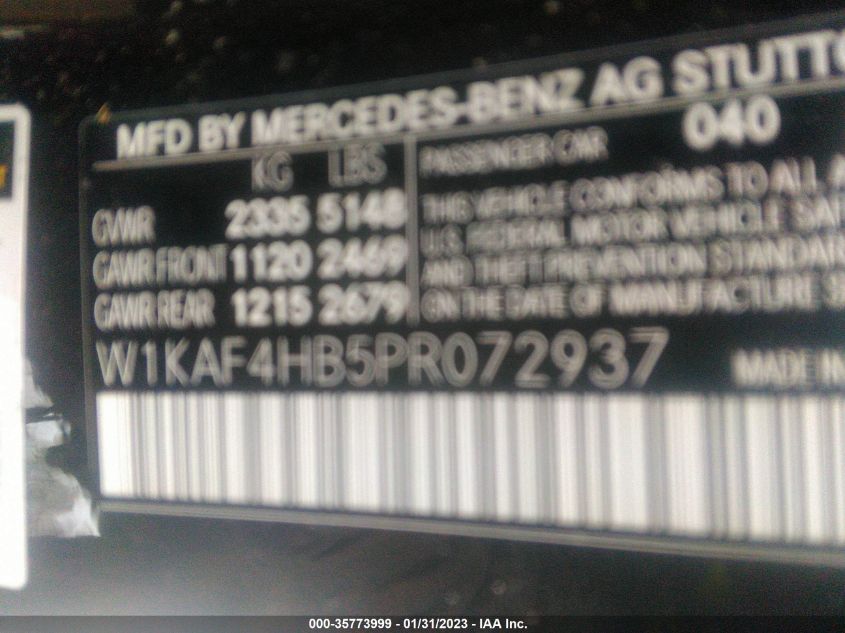 MFD BY MERCEDES-BENZ AG STUTTG
KG LBS
GVWR 2335 5148
GAWR FRONT 1120 2469
GAWR REAR 1215 2679
PASSENGER CAR 040
THIS VEHICLE CONFORMS TO ALL A
U.S. FEDERAL MOTOR VEHICLE SAF
AND THEFT PREVENTION STANDAR
ON THE DATE OF MANUFACTURE S
W1KAF4HB5PR072937 MADE IN
000-35773999 - 01/31/2023 - IAA Inc.